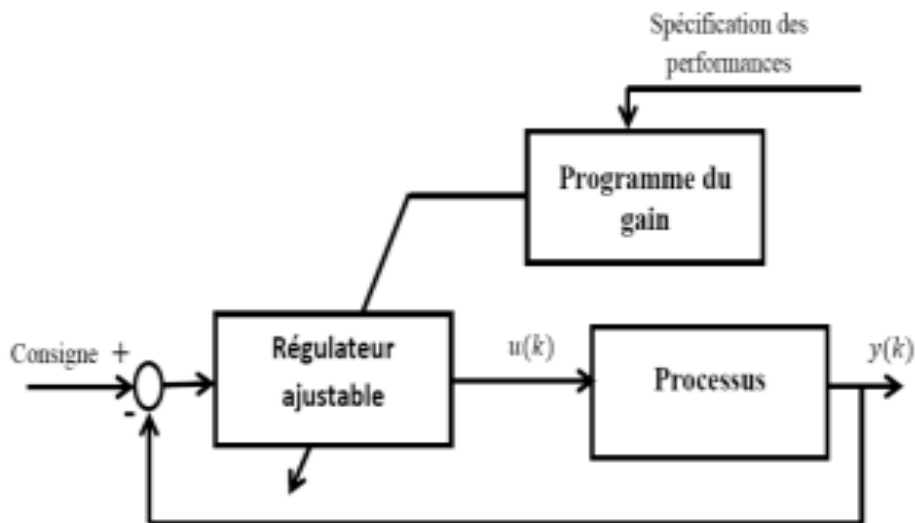 Spécification des
performances
Programme du
gain
Consigne +
-
Régulateur
ajustable
u(k)
Processus
y(k)